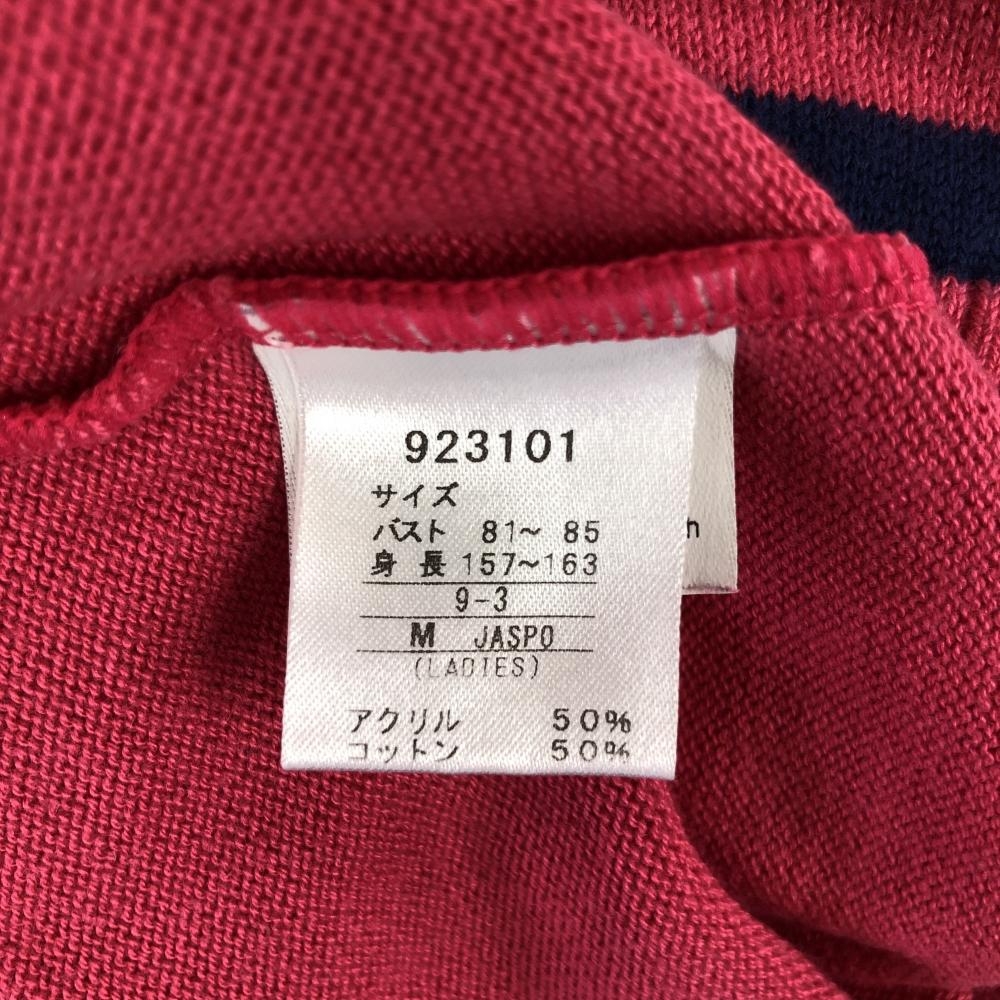 923101
サイズ
バスト 81～85
身長 157～163
9-3
M JASPO
(LADIES)
アクリル 50%
コットン 50%
n